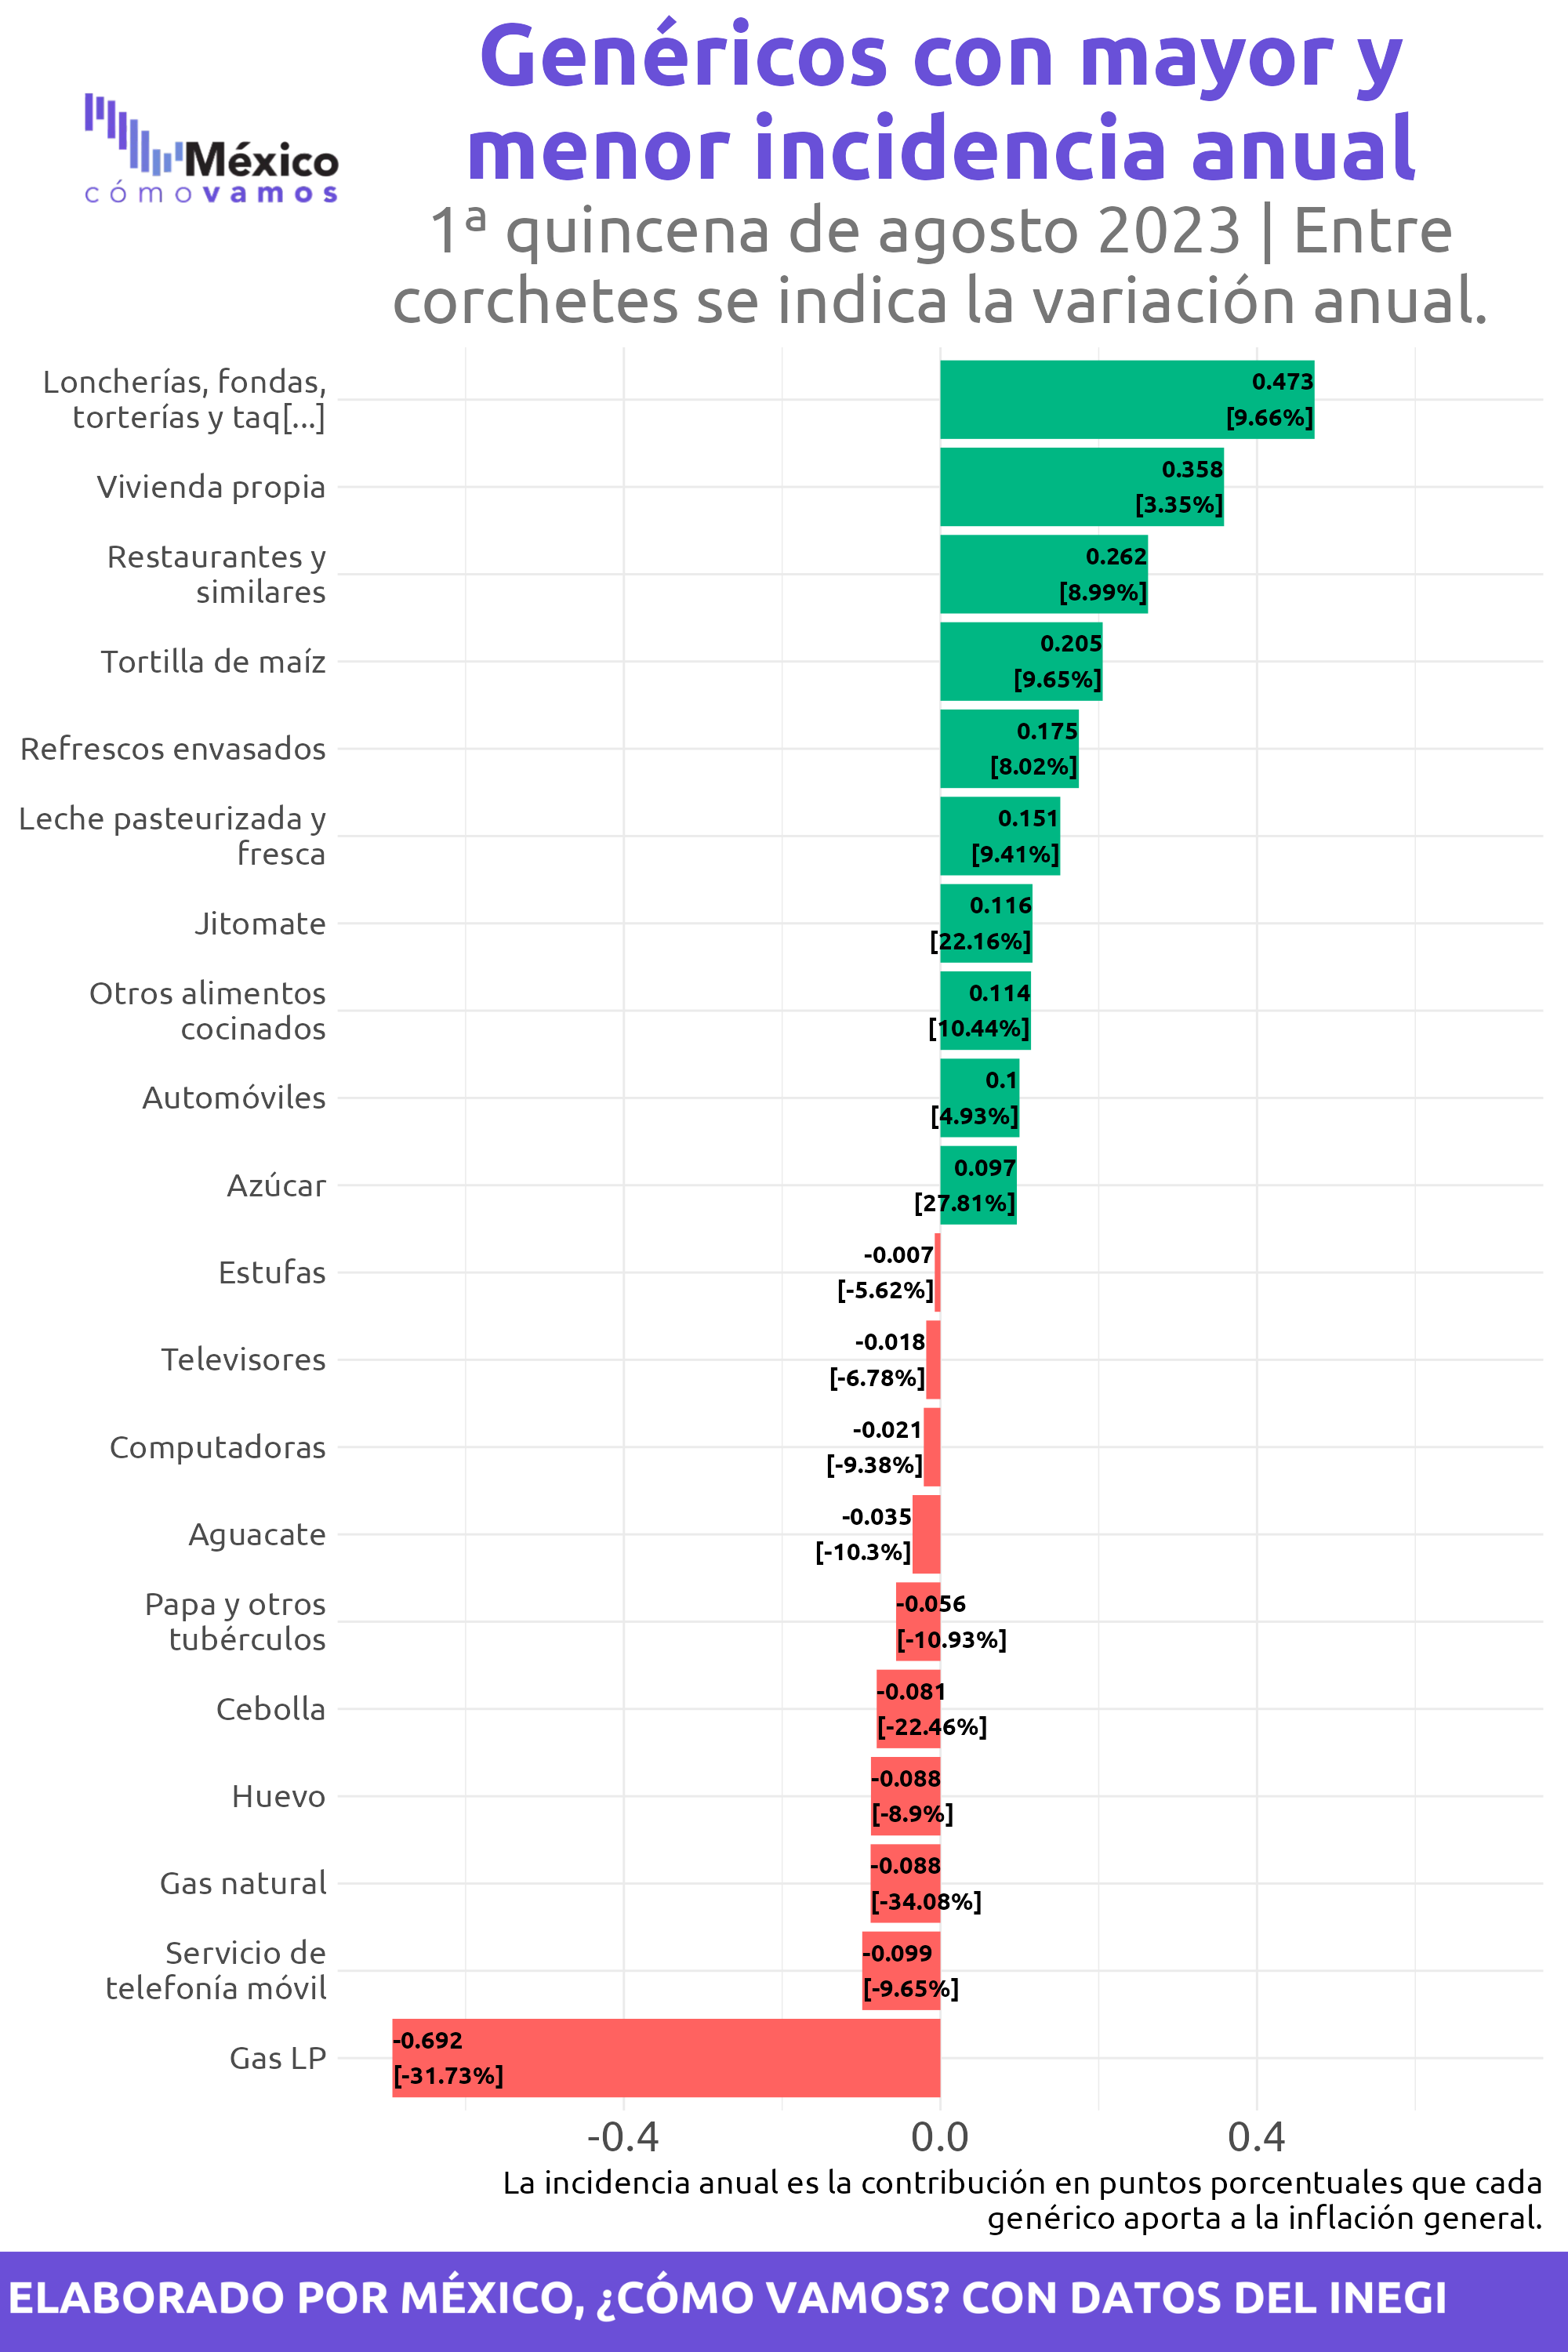 Genéricos con mayor y
menor incidencia anual
1ª quincena de agosto 2023 | Entre
corchetes se indica la variación anual.
México
cómovamos
Loncherías, fondas,
torterías y taq[...]
0.473
[9.66%]
Vivienda propia
0.358
[3.35%]
Restaurantes y
similares
0.262
[8.99%]
Tortilla de maíz
0.205
[9.65%]
Refrescos envasados
0.175
[8.02%]
Leche pasteurizada y
fresca
0.151
[9.41%]
Jitomate
0.116
[22.16%]
Otros alimentos
cocinados
0.114
[10.44%]
Automóviles
0.1
[4.93%]
Azúcar
0.097
[27.81%]
Estufas
-0.007
[-5.62%]
Televisores
-0.018
[-6.78%]
Computadoras
-0.021
[-9.38%]
Aguacate
-0.035
[-10.3%]
Papa y otros
tubérculos
-0.056
[-10.93%]
Cebolla
-0.081
[-22.46%]
Huevo
-0.088
[-8.9%]
Gas natural
-0.088
[-34.08%]
Servicio de
telefonía móvil
-0.099
[-9.65%]
Gas LP
-0.692
[-31.73%]
-0.4 0.0 0.4
La incidencia anual es la contribución en puntos porcentuales que cada
genérico aporta a la inflación general.
ELABORADO POR MÉXICO, ¿CÓMO VAMOS? CON DATOS DEL INEGI